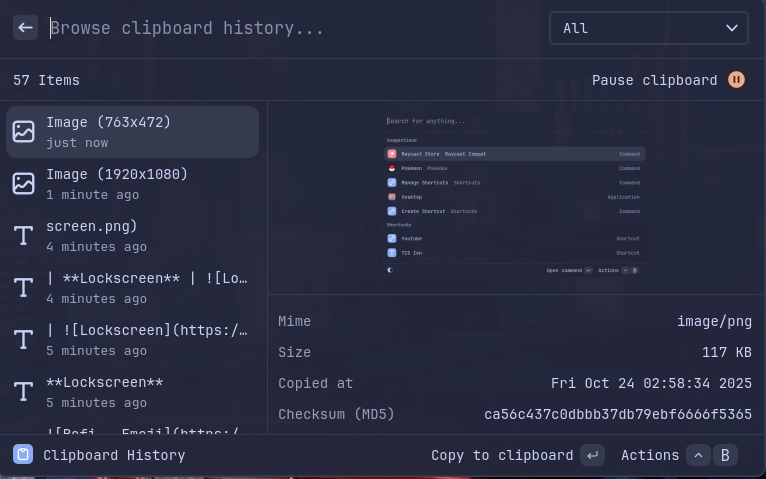 Browse clipboard history...
All
57 Items
Pause clipboard
Image (763x472)
just now
Image (1920x1080)
1 minute ago
screen.png)
4 minutes ago
| **Lockscreen** | ![Lo…
4 minutes ago
| ![Lockscreen](https:/…
5 minutes ago
**Lockscreen**
5 minutes ago
![Rofi - Emoji](https:/
Search for anything...
Suggestions
Raycast Store Raycast Compat Command
Pokémon Pokédex Command
Manage Shortcuts Shortcuts Command
Application
Create Shortcut Shortcuts Command
Shortcuts
Youtube Shortcut
Shortcut
Open command Actions B
Mime image/png
Size 117 KB
Copied at Fri Oct 24 02:58:34 2025
Checksum (MD5) ca56c437c0dbbb37db79ebf6666f5365
Clipboard History
Copy to clipboard
Actions ^ B